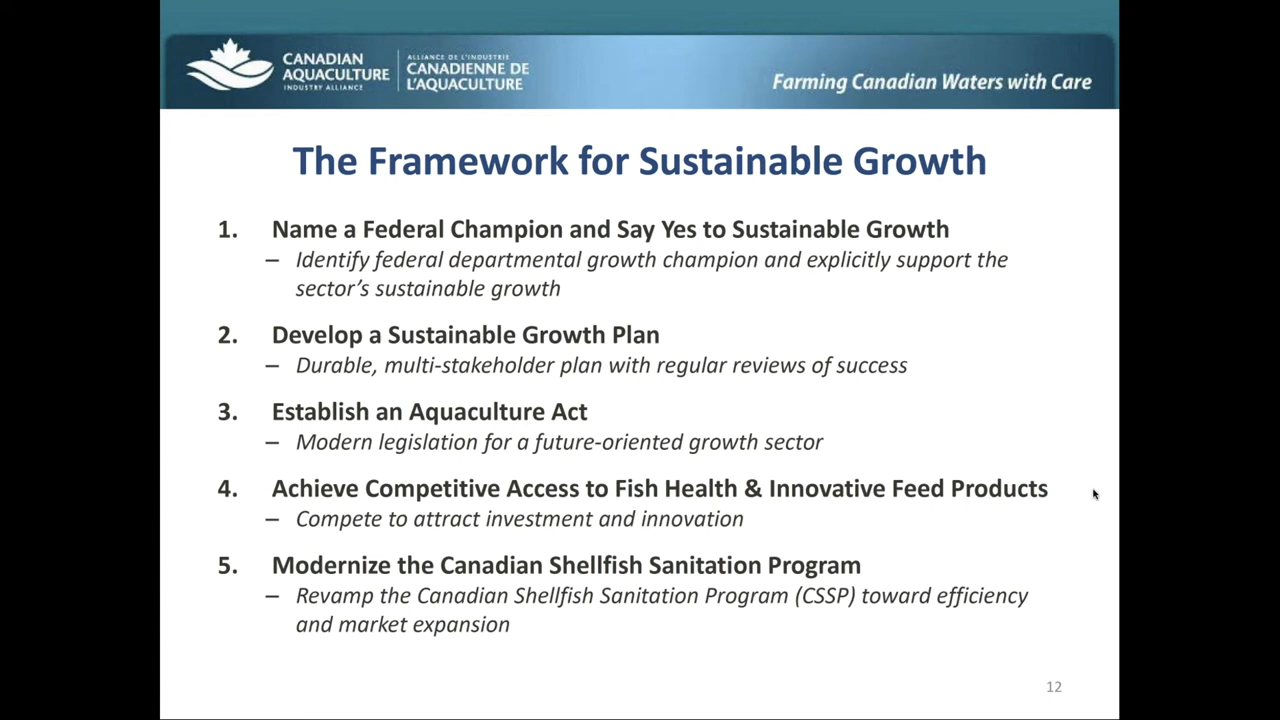 CANADIAN
AQUACULTURE
INDUSTRY ALLIANCE
ALLIANCE DE L'INDUSTRIE
CANADIENNE DE
L'AQUACULTURE
Farming Canadian Waters with Care
The Framework for Sustainable Growth
1. Name a Federal Champion and Say Yes to Sustainable Growth
– Identify federal departmental growth champion and explicitly support the
sector's sustainable growth
2. Develop a Sustainable Growth Plan
– Durable, multi-stakeholder plan with regular reviews of success
3. Establish an Aquaculture Act
– Modern legislation for a future-oriented growth sector
4. Achieve Competitive Access to Fish Health & Innovative Feed Products
– Compete to attract investment and innovation
5. Modernize the Canadian Shellfish Sanitation Program
– Revamp the Canadian Shellfish Sanitation Program (CSSP) toward efficiency
and market expansion
12